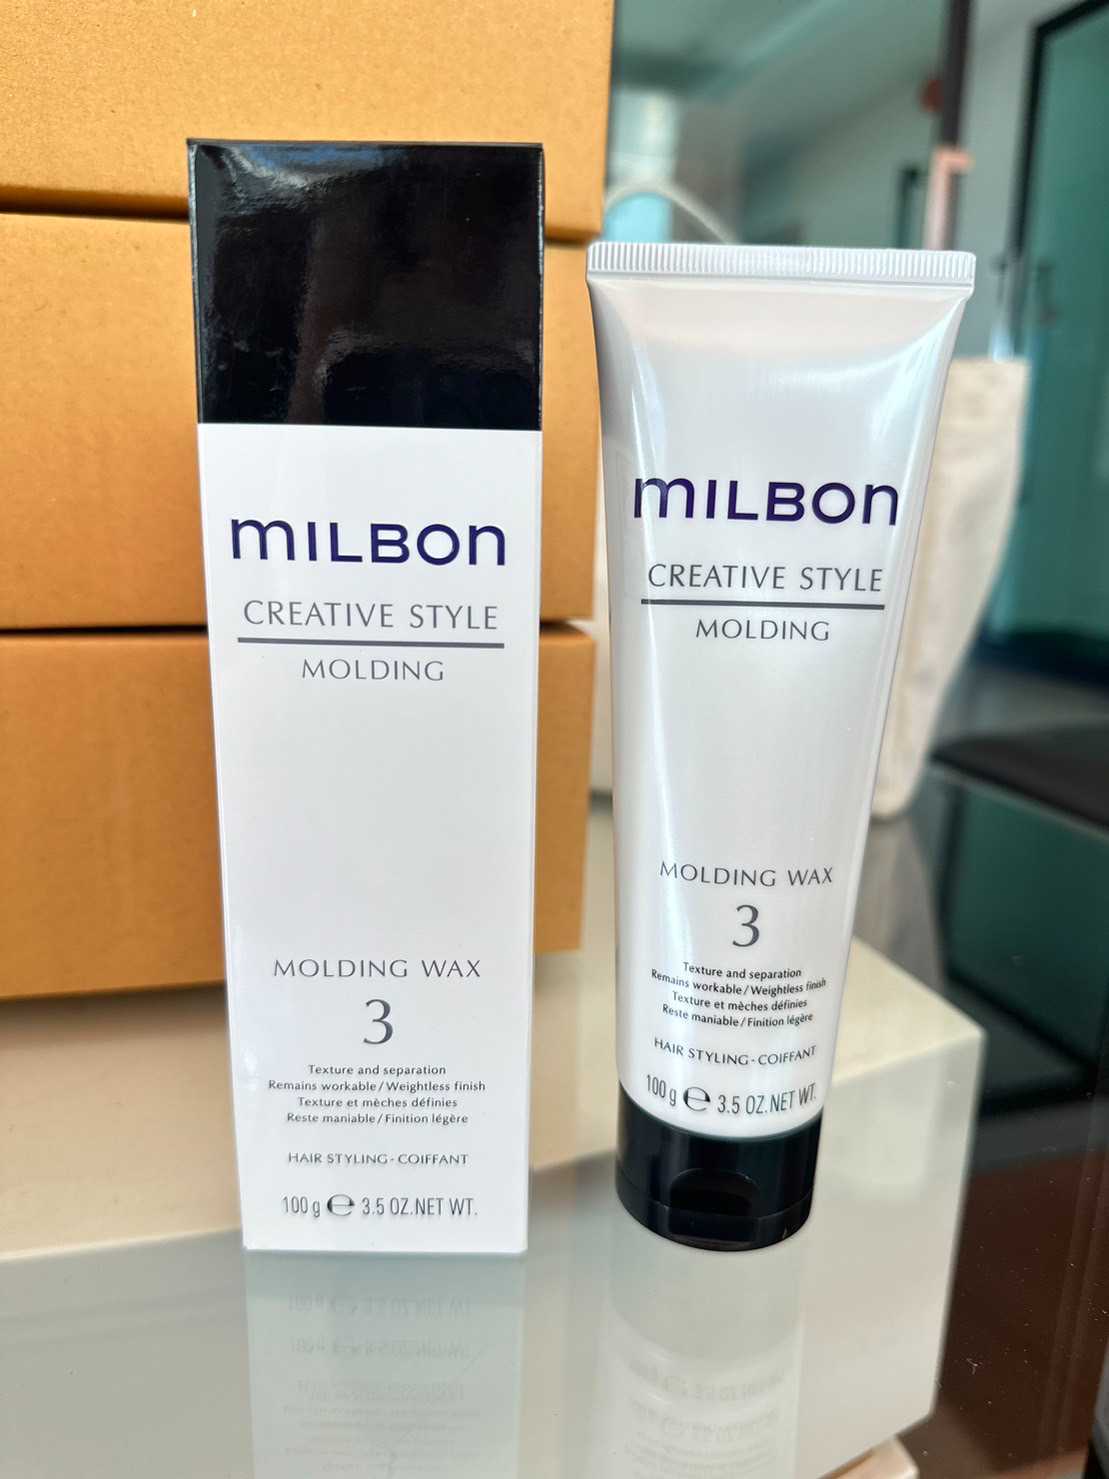 mILBOn
CREATIVE STYLE
MOLDING
MOLDING WAX
3
Texture and separation
Remains workable / Weightless finish
Texture et mèches définies
Reste maniable / Finition légère
HAIR STYLING - COIFFANT
100 g ℮ 3.5 OZ.NET WT.
mILBOn
CREATIVE STYLE
MOLDING
MOLDING WAX
3
Texture and separation
Remains workable / Weightless finish
Texture et mèches définies
Reste maniable / Finition légère
HAIR STYLING - COIFFANT
100 g ℮ 3.5 OZ.NET WT.